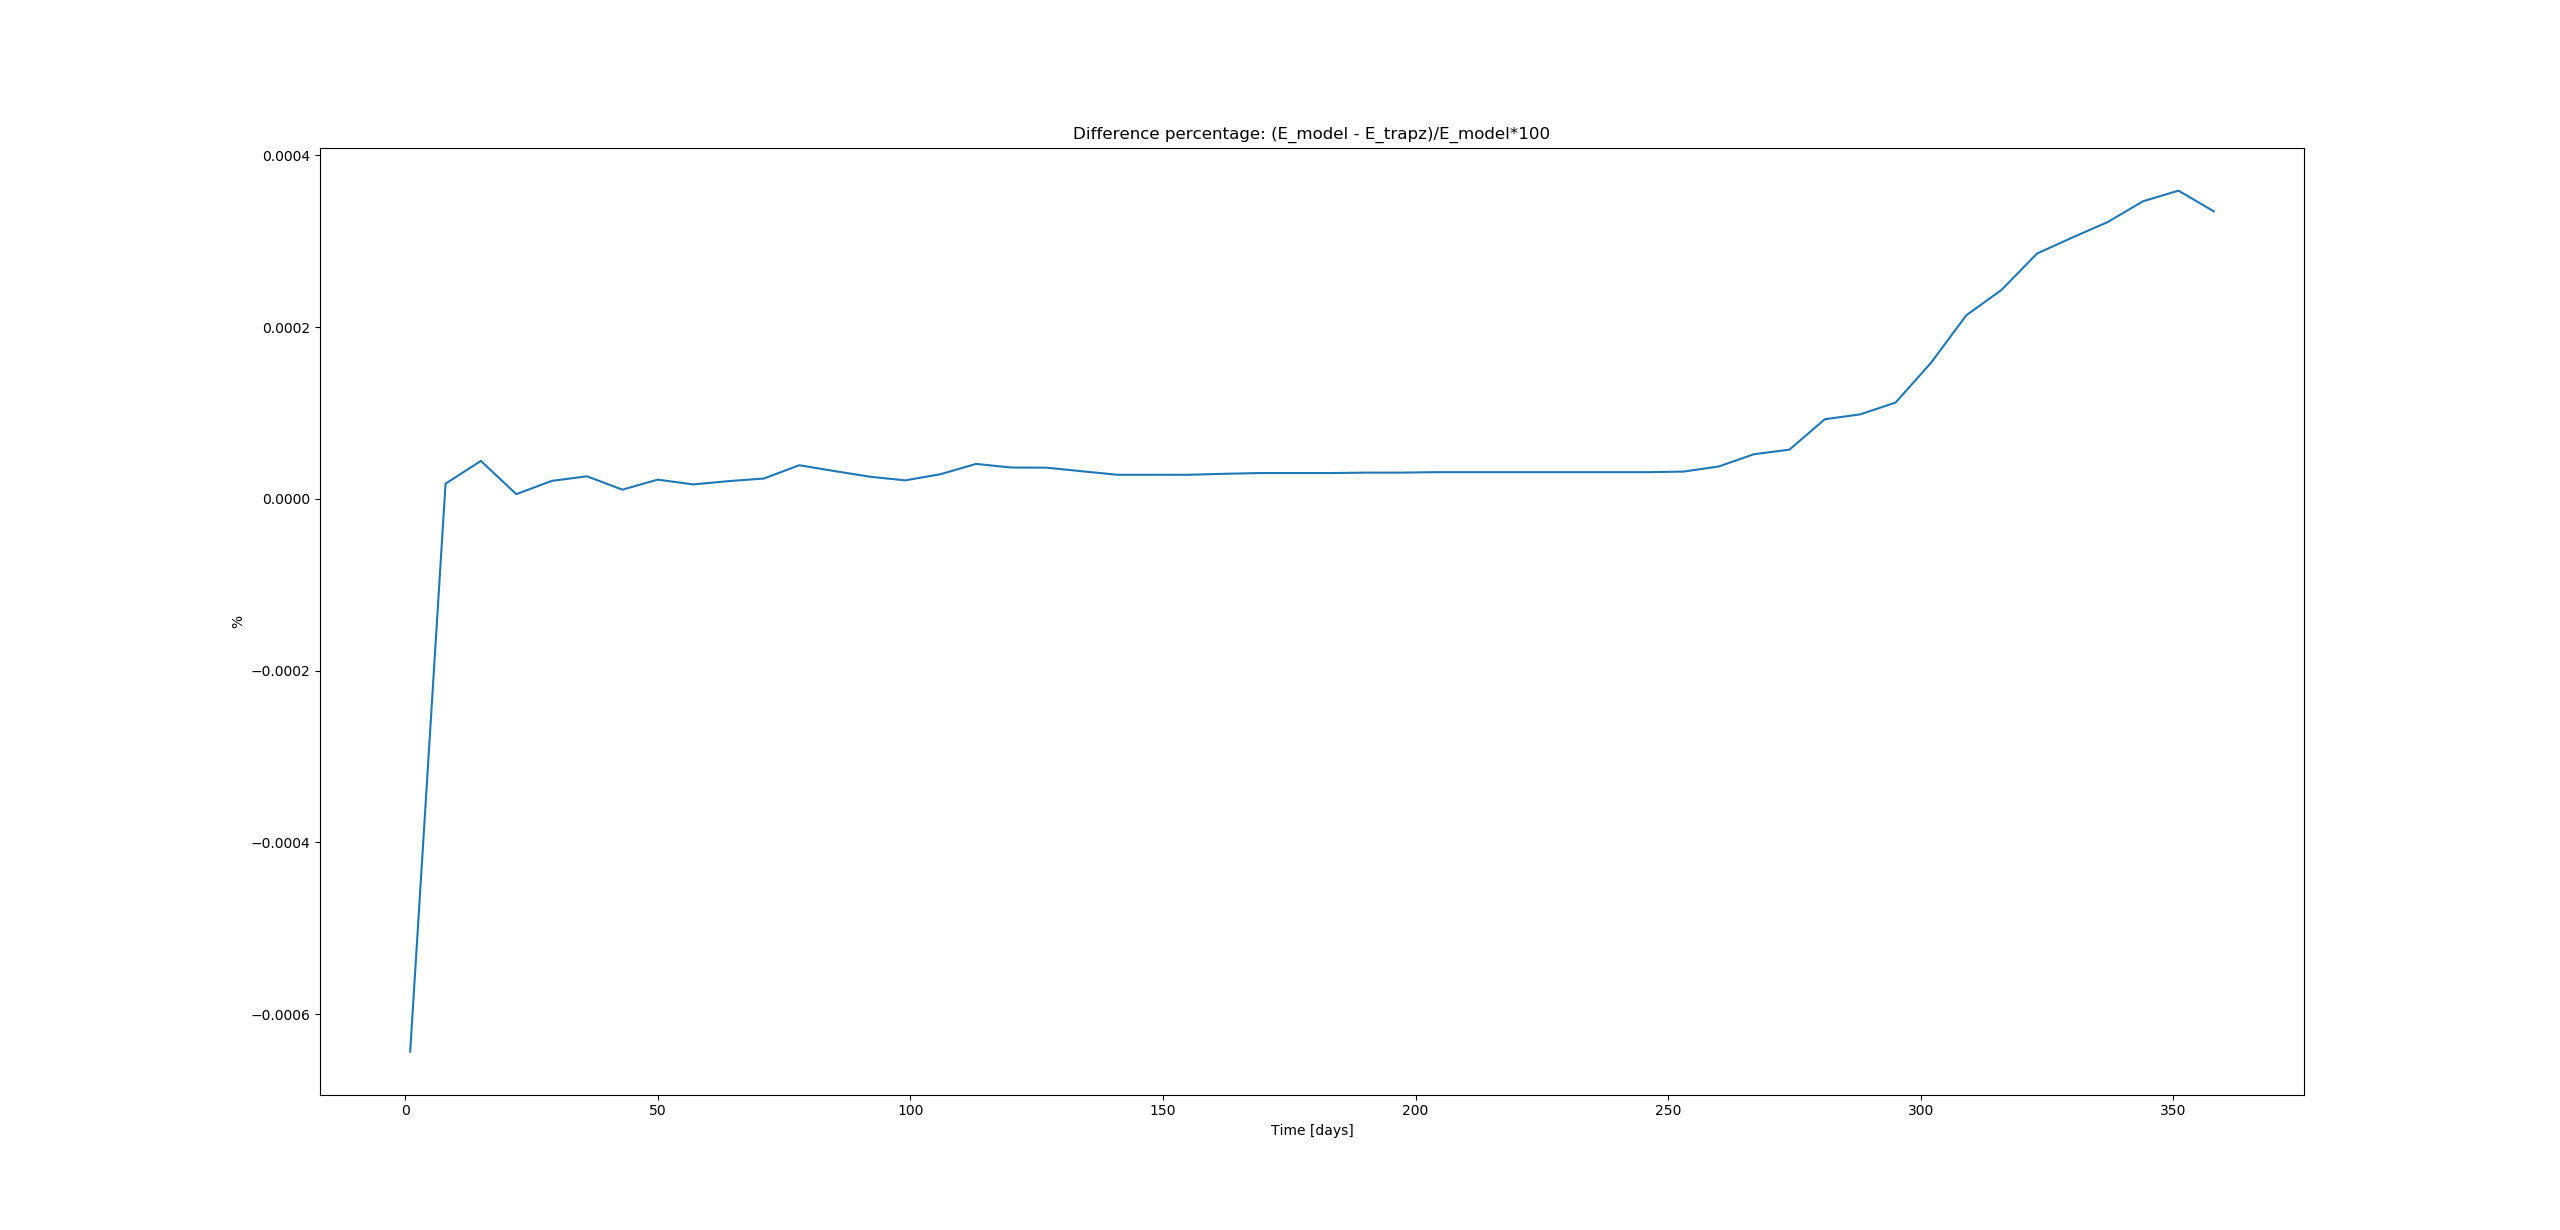 Difference percentage: (E_model - E_trapz)/E_model*100
0.0004
0.0002
0.0000
−0.0002
−0.0004
−0.0006
%
0 50 100 150 200 250 300 350
Time [days]